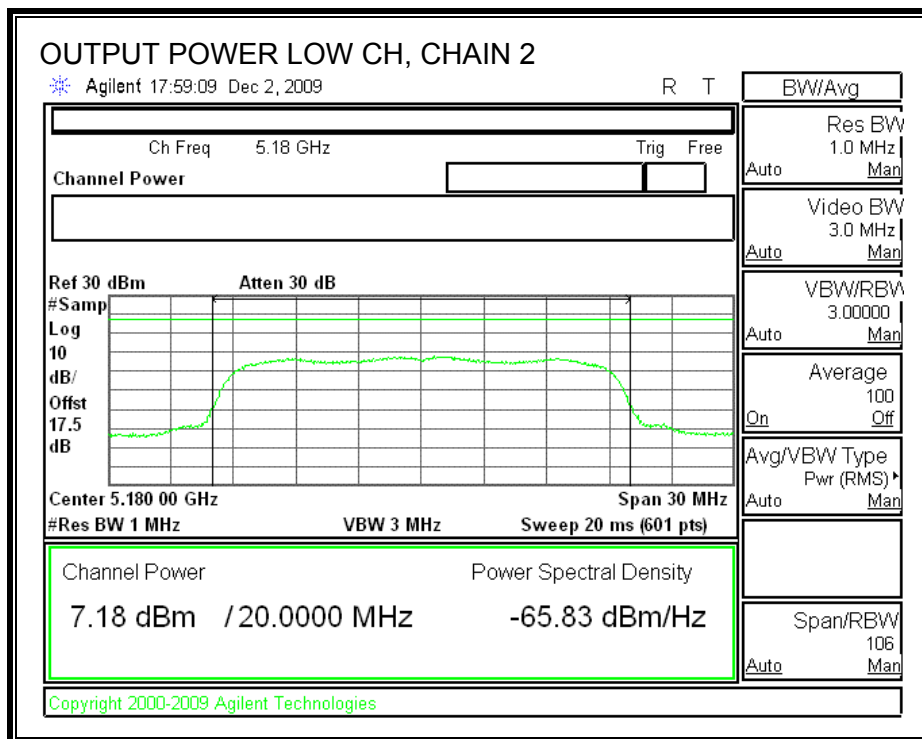 OUTPUT POWER LOW CH, CHAIN 2
Agilent 17:59:09 Dec 2, 2009 R T
Ch Freq 5.18 GHz Trig Free
Channel Power
Ref 30 dBm Atten 30 dB
#Samp
Log
10
dB/
Offst
17.5
dB
Center 5.180 00 GHz Span 30 MHz
#Res BW 1 MHz VBW 3 MHz Sweep 20 ms (601 pts)
Channel Power Power Spectral Density
7.18 dBm / 20.0000 MHz -65.83 dBm/Hz
Copyright 2000-2009 Agilent Technologies
BW/Avg
Res BW
1.0 MHz
Auto Man
Video BW
3.0 MHz
Auto Man
VBW/RBW
3.00000
Auto Man
Average
100
On Off
Avg/VBW Type
Pwr (RMS)
Auto Man
Span/RBW
106
Auto Man